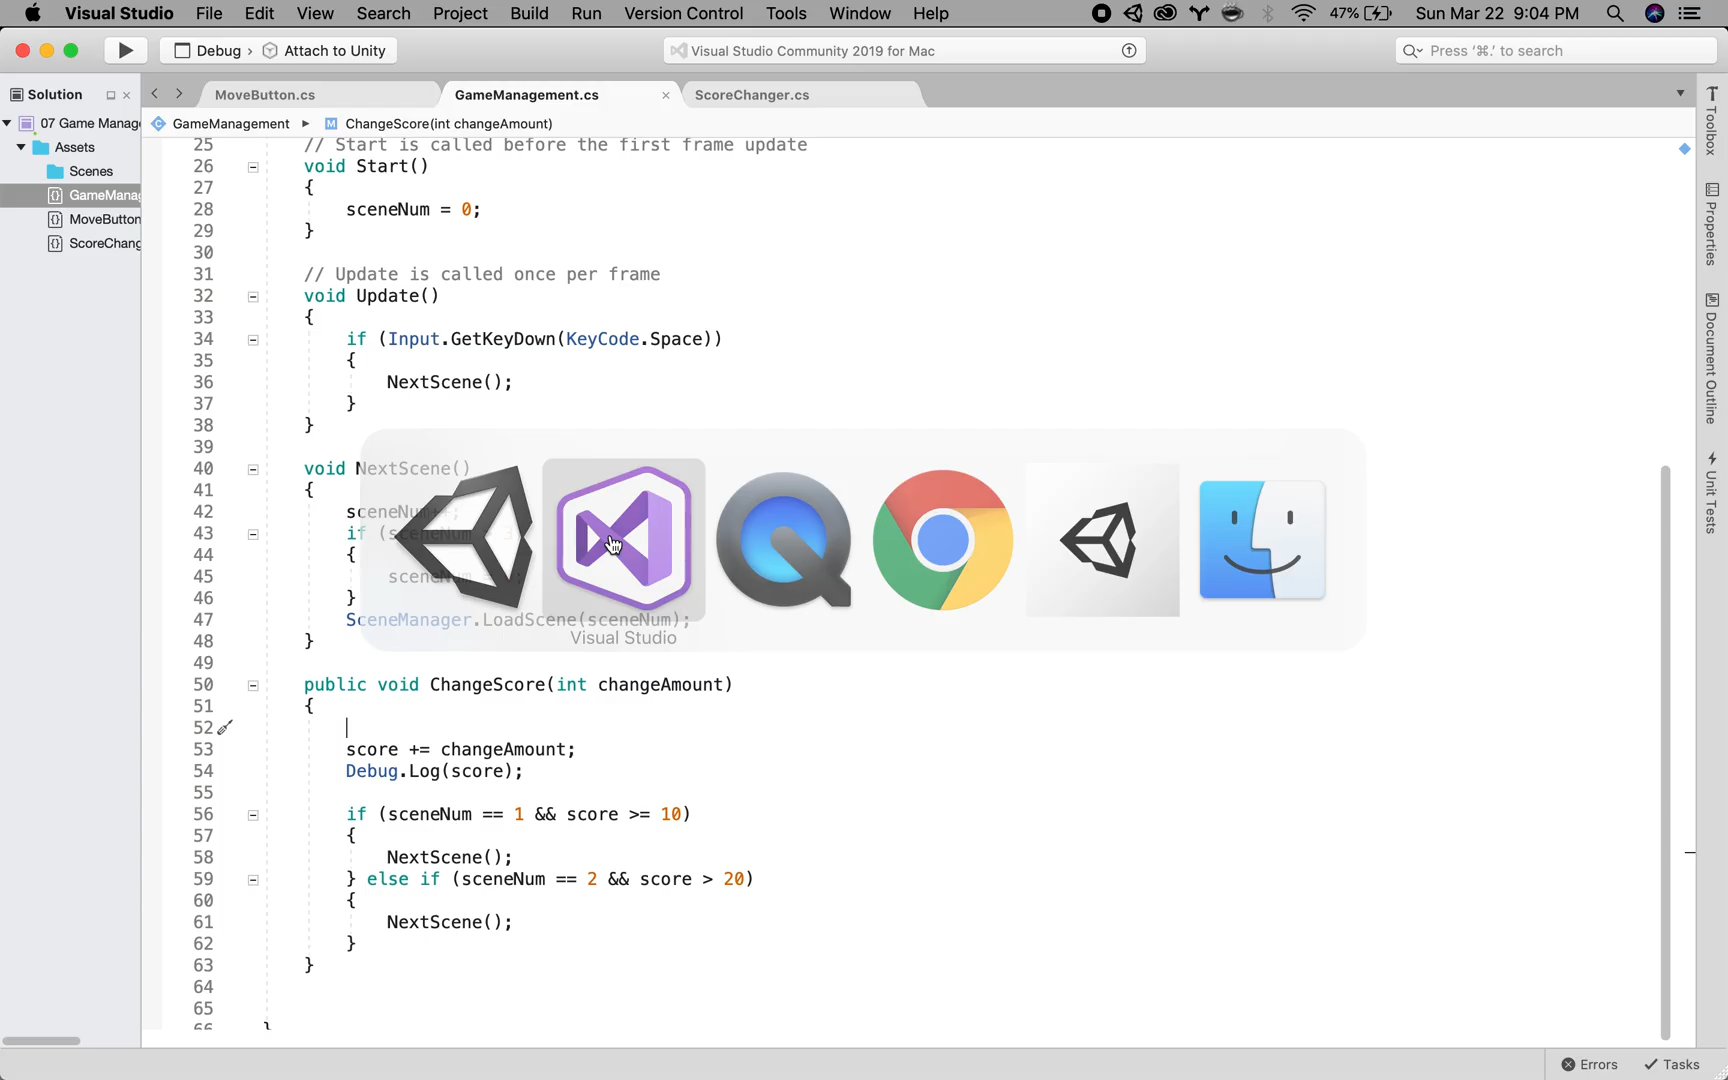 Visual Studio File Edit View Search Project Build Run Version Control Tools Window Help 47% Sun Mar 22 9:04 PM
Debug › Attach to Unity Visual Studio Community 2019 for Mac Press '⌘.' to search
Solution MoveButton.cs GameManagement.cs ScoreChanger.cs
07 Game Manag GameManagement ▸ M ChangeScore(int changeAmount)
Assets
Scenes
GameManag
MoveButton
ScoreChang
25 // Start is called before the first frame update
26 void Start()
27 {
28 sceneNum = 0;
29 }
30
31 // Update is called once per frame
32 void Update()
33 {
34 if (Input.GetKeyDown(KeyCode.Space))
35 {
36 NextScene();
37 }
38 }
39
40 void NextScene()
41 {
42 sceneNum++;
43 if (sceneNum 3
44 {
45 sceneNum =
46 }
47 SceneManager.LoadScene(sceneNum);
Visual Studio
48 }
49
50 public void ChangeScore(int changeAmount)
51 {
52
53 score += changeAmount;
54 Debug.Log(score);
55
56 if (sceneNum == 1 && score >= 10)
57 {
58 NextScene();
59 } else if (sceneNum == 2 && score > 20)
60 {
61 NextScene();
62 }
63 }
64
65
66 }
Toolbox
Properties
Document Outline
Unit Tests
Errors Tasks